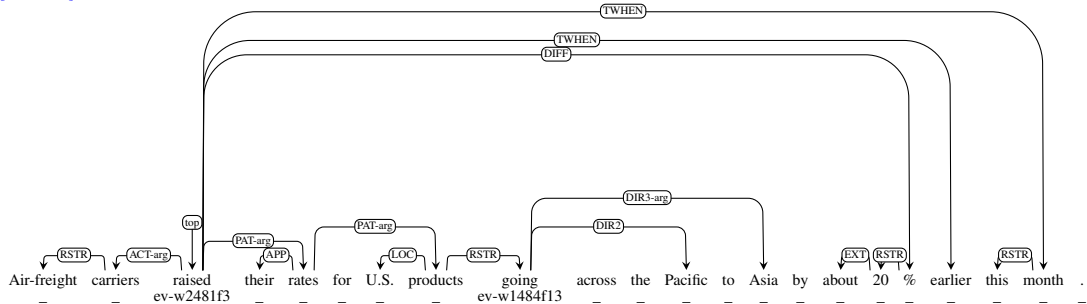 TWHEN
TWHEN
DIFF
DIR3-arg
top
PAT-arg
DIR2
PAT-arg
RSTR ACT-arg APP LOC RSTR EXT RSTR RSTR
Air-freight carriers raised their rates for U.S. products going across the Pacific to Asia by about 20 % earlier this month .
_ _ ev-w2481f3 _ _ _ _ _ ev-w1484f13 _ _ _ _ _ _ _ _ _ _ _ _ _